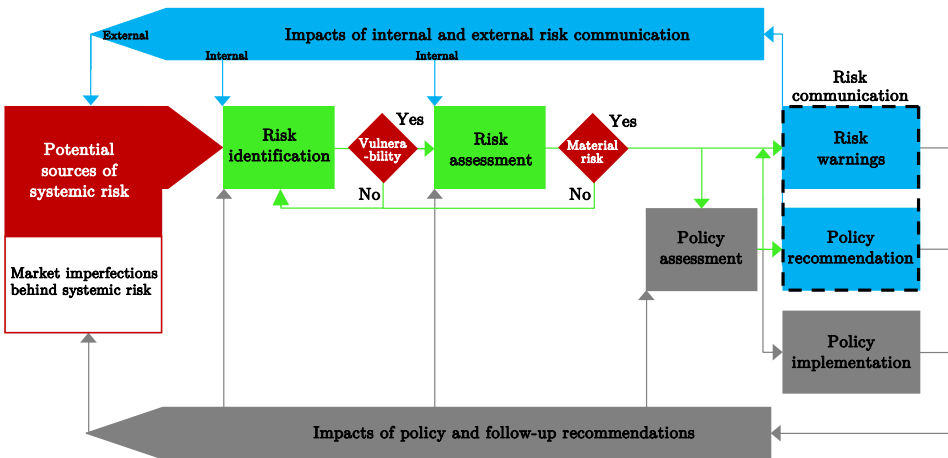 Impacts of internal and external risk communication
External
Internal
Internal
Risk
communication
Potential
sources of
systemic risk
Risk
identification
Yes
Vulnera
-bility
No
Risk
assessment
Yes
Material
risk
No
Risk
warnings
Policy
assessment
Policy
recommendation
Market imperfections
behind systemic risk
Policy
implementation
Impacts of policy and follow-up recommendations